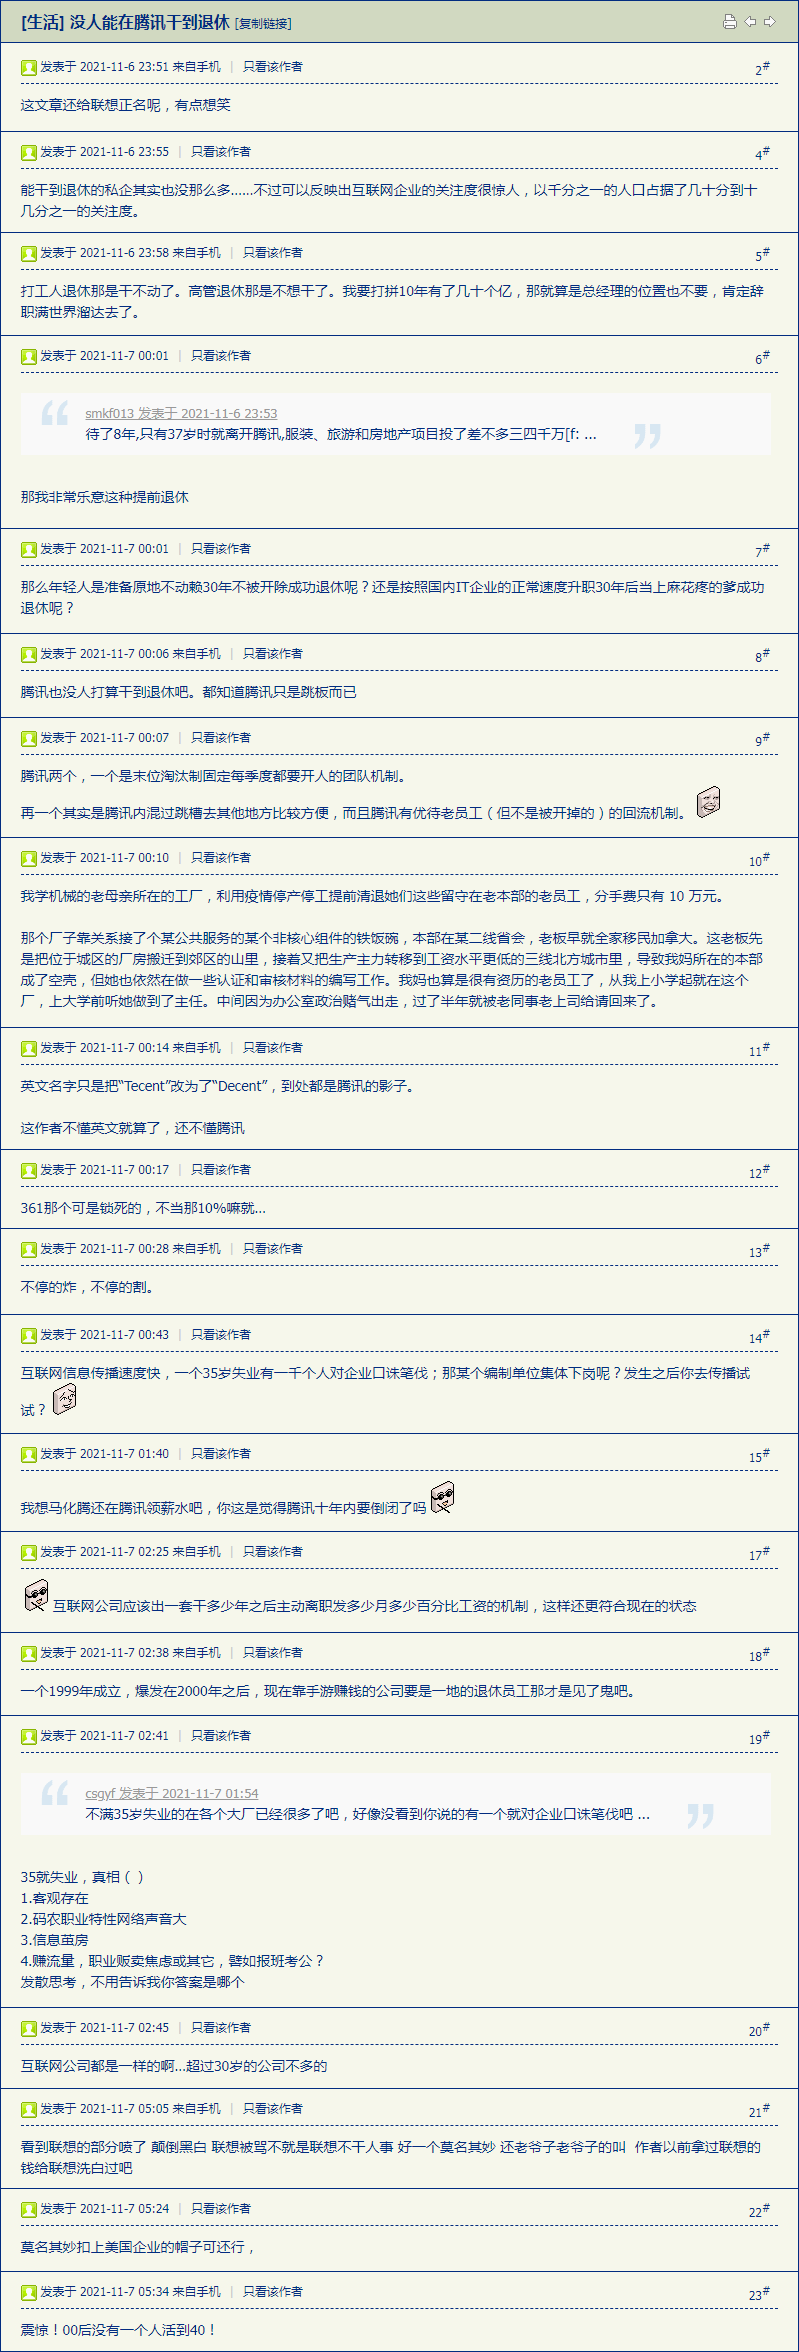 [生活] 没人能在腾讯干到退休 [复制链接]
发表于 2021-11-6 23:51 来自手机 | 只看该作者
2#
这文章还给联想正名呢，有点想笑
发表于 2021-11-6 23:55 | 只看该作者
4#
能干到退休的私企其实也没那么多......不过可以反映出互联网企业的关注度很惊人，以千分之一的人口占据了几十分到十
几分之一的关注度。
发表于 2021-11-6 23:58 来自手机 | 只看该作者
5#
打工人退休那是干不动了。高管退休那是不想干了。我要打拼10年有了几十个亿，那就算是总经理的位置也不要，肯定辞
职满世界溜达去了。
发表于 2021-11-7 00:01 | 只看该作者
6#
smkf013 发表于 2021-11-6 23:53
待了8年,只有37岁时就离开腾讯,服装、旅游和房地产项目投了差不多三四千万[f: ...
那我非常乐意这种提前退休
发表于 2021-11-7 00:01 | 只看该作者
7#
那么年轻人是准备原地不动赖30年不被开除成功退休呢？还是按照国内IT企业的正常速度升职30年后当上麻花疼的爹成功
退休呢？
发表于 2021-11-7 00:06 来自手机 | 只看该作者
8#
腾讯也没人打算干到退休吧。都知道腾讯只是跳板而已
发表于 2021-11-7 00:07 | 只看该作者
9#
腾讯两个，一个是末位淘汰制固定每季度都要开人的团队机制。
再一个其实是腾讯内混过跳槽去其他地方比较方便，而且腾讯有优待老员工（但不是被开掉的）的回流机制。
发表于 2021-11-7 00:10 | 只看该作者
10#
我学机械的老母亲所在的工厂，利用疫情停产停工提前清退她们这些留守在老本部的老员工，分手费只有 10 万元。
那个厂子靠关系接了个某公共服务的某个非核心组件的铁饭碗，本部在某二线省会，老板早就全家移民加拿大。这老板先
是把位于城区的厂房搬迁到郊区的山里，接着又把生产主力转移到工资水平更低的三线北方城市里，导致我妈所在的本部
成了空壳，但她也依然在做一些认证和审核材料的编写工作。我妈也算是很有资历的老员工了，从我上小学起就在这个
厂，上大学前听她做到了主任。中间因为办公室政治赌气出走，过了半年就被老同事老上司给请回来了。
发表于 2021-11-7 00:14 来自手机 | 只看该作者
11#
英文名字只是把“Tecent”改为了“Decent”，到处都是腾讯的影子。
这作者不懂英文就算了，还不懂腾讯
发表于 2021-11-7 00:17 | 只看该作者
12#
361那个可是锁死的，不当那10%嘛就...
发表于 2021-11-7 00:28 来自手机 | 只看该作者
13#
不停的炸，不停的割。
发表于 2021-11-7 00:43 | 只看该作者
14#
互联网信息传播速度快，一个35岁失业有一千个人对企业口诛笔伐；那某个编制单位集体下岗呢？发生之后你去传播试
试？
发表于 2021-11-7 01:40 | 只看该作者
15#
我想马化腾还在腾讯领薪水吧，你这是觉得腾讯十年内要倒闭了吗
发表于 2021-11-7 02:25 来自手机 | 只看该作者
17#
互联网公司应该出一套干多少年之后主动离职发多少月多少百分比工资的机制，这样还更符合现在的状态
发表于 2021-11-7 02:38 来自手机 | 只看该作者
18#
一个1999年成立，爆发在2000年之后，现在靠手游赚钱的公司要是一地的退休员工那才是见了鬼吧。
发表于 2021-11-7 02:41 | 只看该作者
19#
csgyf 发表于 2021-11-7 01:54
不满35岁失业的在各个大厂已经很多了吧，好像没看到你说的有一个就对企业口诛笔伐吧 ...
35就失业，真相（ ）
1.客观存在
2.码农职业特性网络声音大
3.信息茧房
4.赚流量，职业贩卖焦虑或其它，譬如报班考公？
发散思考，不用告诉我你答案是哪个
发表于 2021-11-7 02:45 | 只看该作者
20#
互联网公司都是一样的啊...超过30岁的公司不多的
发表于 2021-11-7 05:05 来自手机 | 只看该作者
21#
看到联想的部分喷了 颠倒黑白 联想被骂不就是联想不干人事 好一个莫名其妙 还老爷子老爷子的叫 作者以前拿过联想的
钱给联想洗白过吧
发表于 2021-11-7 05:24 | 只看该作者
22#
莫名其妙扣上美国企业的帽子可还行，
发表于 2021-11-7 05:34 来自手机 | 只看该作者
23#
震惊！00后没有一个人活到40！